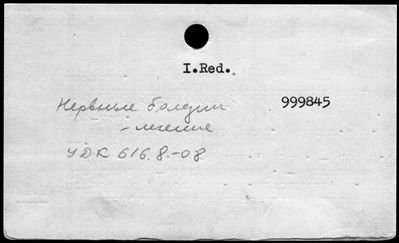 I.Red.
Нервные болезни 999845
- лечение
УДК 616.8.-08